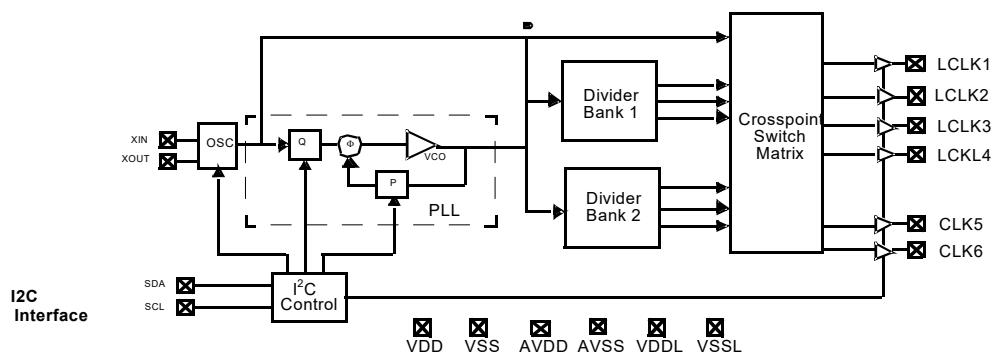 Divider
Bank 1
Crosspoint
Switch
Matrix
LCLK1
LCLK2
LCLK3
LCKL4
CLK5
CLK6
XIN
XOUT
OSC
Q
Φ
VCO
P
PLL
Divider
Bank 2
I2C
Interface
SDA
SCL
I²C
Control
VDD
VSS
AVDD
AVSS
VDDL
VSSL